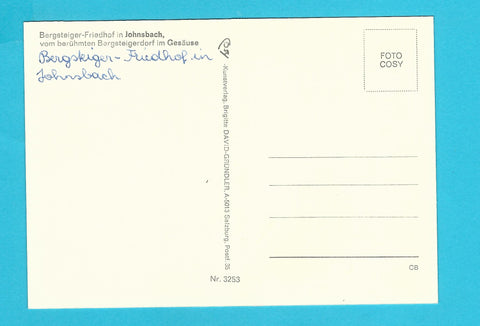 Bergsteiger-Friedhof in Johnsbach,
vom berühmten Bergsteigerdorf im Gesäuse
Bergsteiger-Friedhof in
Johnsbach
-Kunstverlag, Brigitte DAVID-GRÜNDLER, A-5013 Salzburg, Postf. 35
FOTO
COSY
CB
Nr. 3253